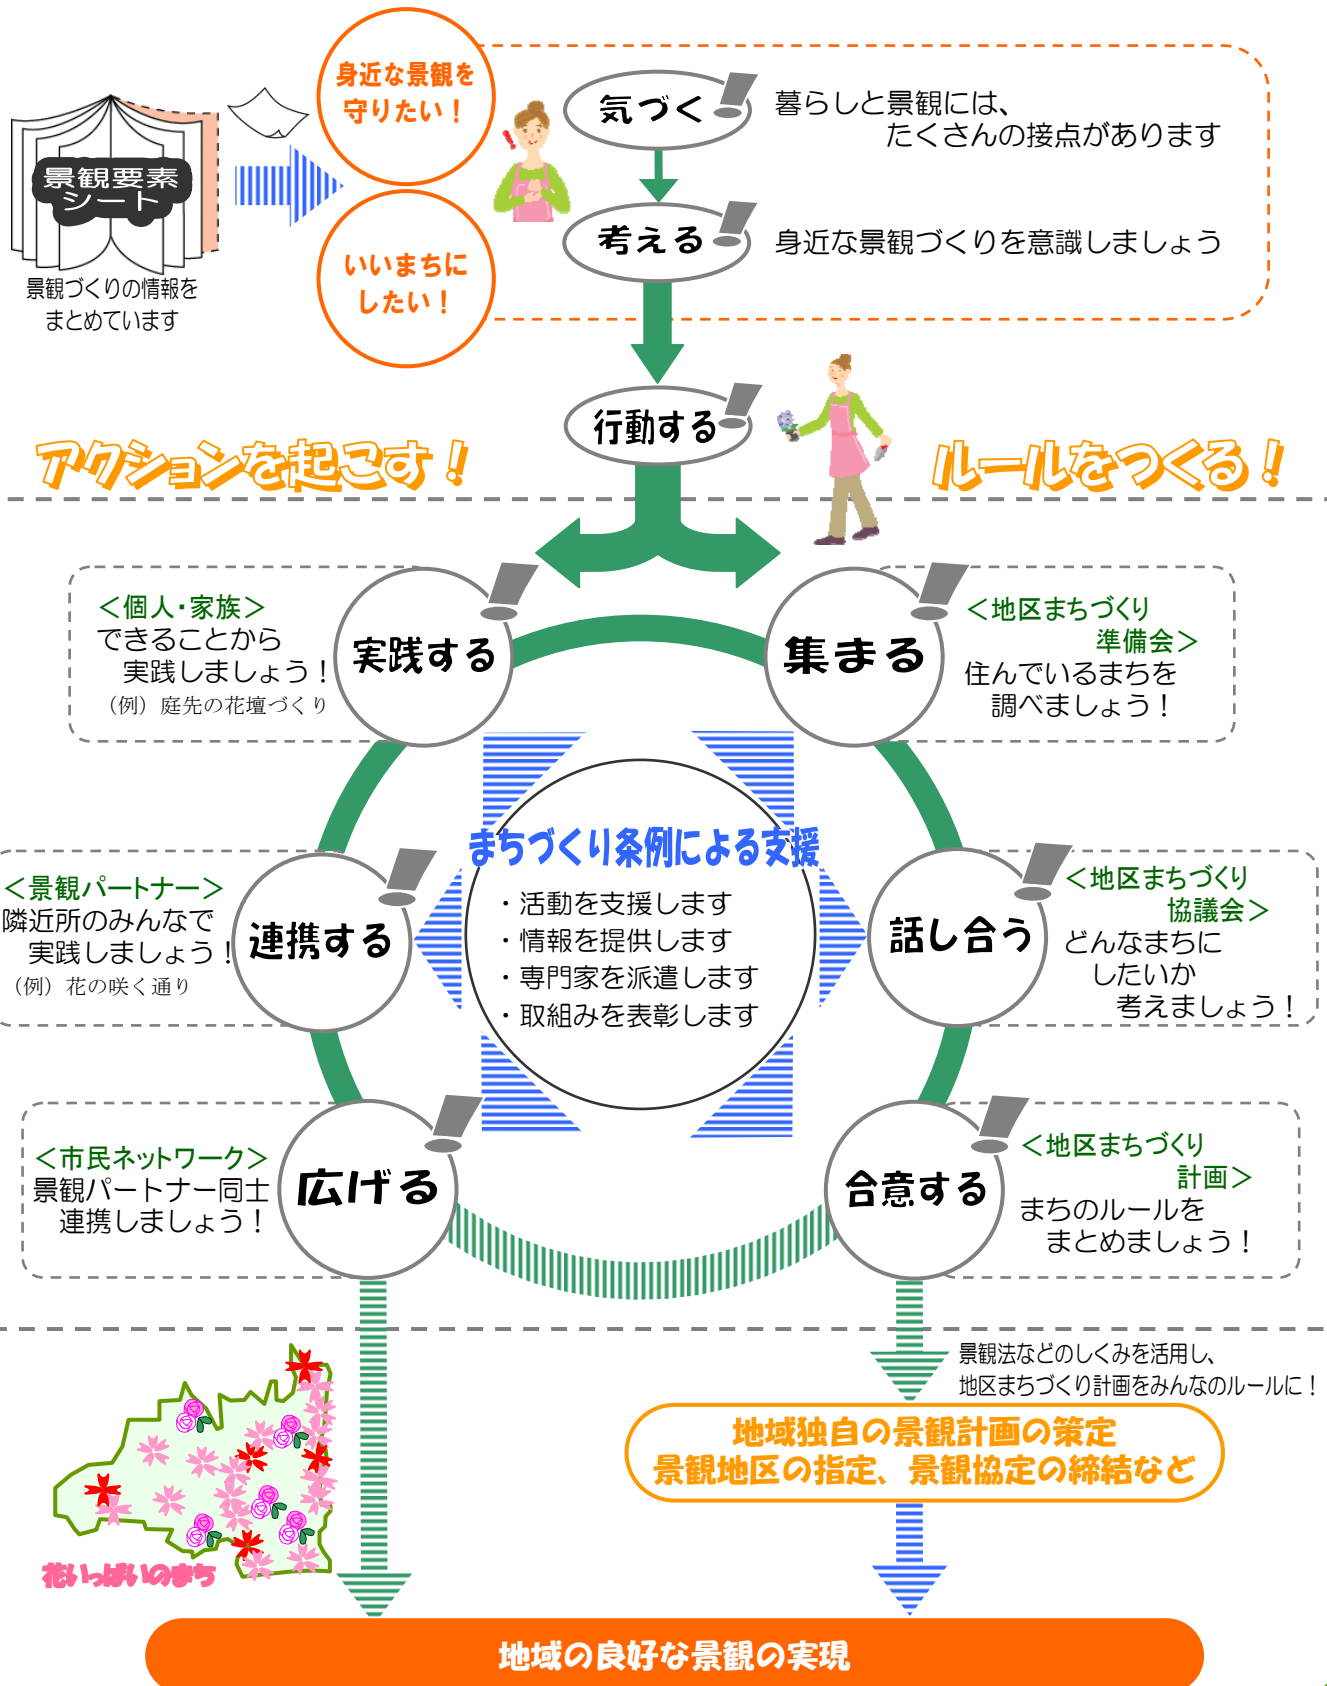 身近な景観を
守りたい！
気づく
暮らしと景観には、
たくさんの接点があります
景観要素
シート
景観づくりの情報を
まとめています
いいまちに
したい！
考える
身近な景観づくりを意識しましょう
行動する
アクションを起こす！
ルールをつくる！
＜個人・家族＞
できることから
実践しましょう！
（例）庭先の花壇づくり
実践する
集まる
＜地区まちづくり
準備会＞
住んでいるまちを
調べましょう！
まちづくり条例による支援
・活動を支援します
・情報を提供します
・専門家を派遣します
・取組みを表彰します
＜景観パートナー＞
隣近所のみんなで
実践しましょう！
（例）花の咲く通り
連携する
話し合う
＜地区まちづくり
協議会＞
どんなまちに
したいか
考えましょう！
＜市民ネットワーク＞
景観パートナー同士
連携しましょう！
広げる
合意する
＜地区まちづくり
計画＞
まちのルールを
まとめましょう！
景観法などのしくみを活用し、
地区まちづくり計画をみんなのルールに！
地域独自の景観計画の策定
景観地区の指定、景観協定の締結など
花いっぱいのまち
地域の良好な景観の実現